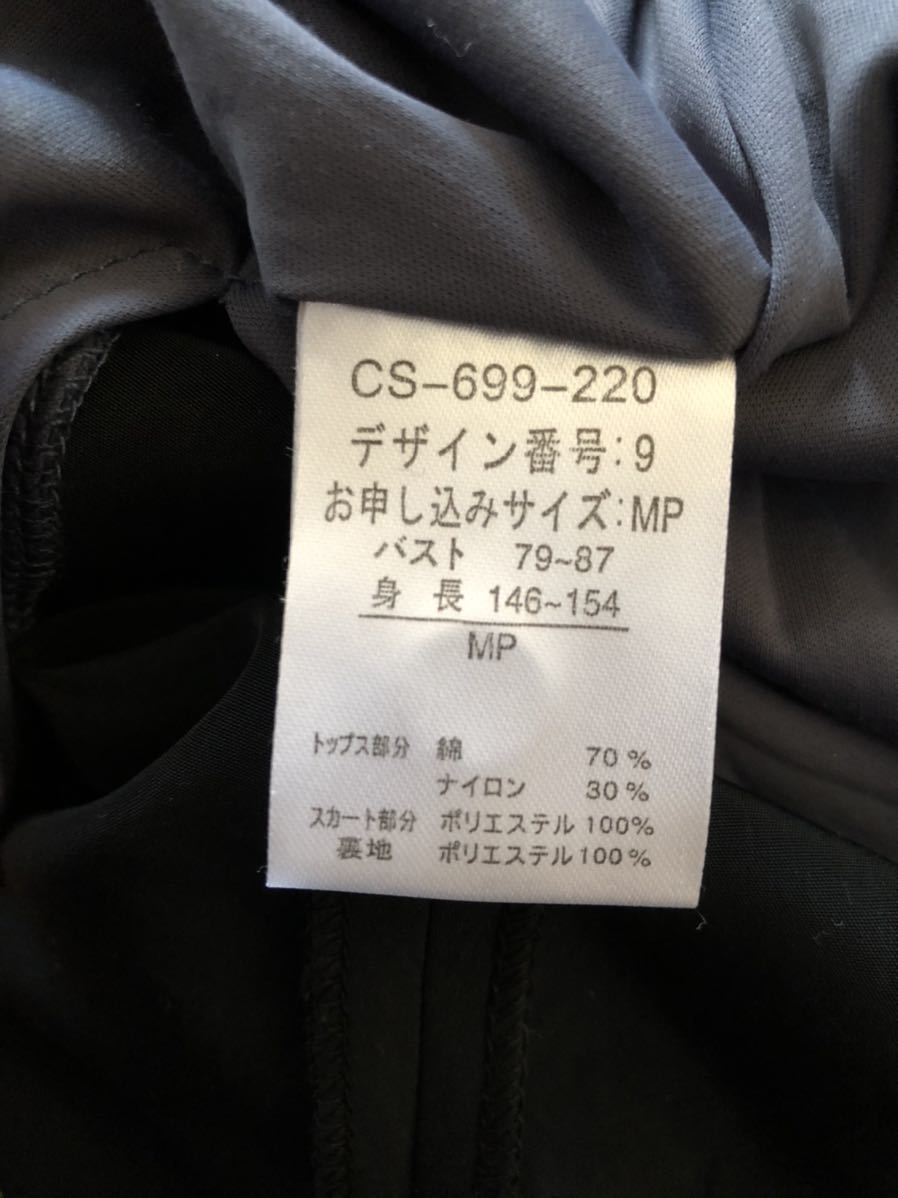 CS-699-220
デザイン番号:9
お申し込みサイズ:MP
バスト 79~87
身長 146~154
MP
トップス部分 綿 70%
ナイロン 30%
スカート部分 ポリエステル 100%
裏地 ポリエステル 100%